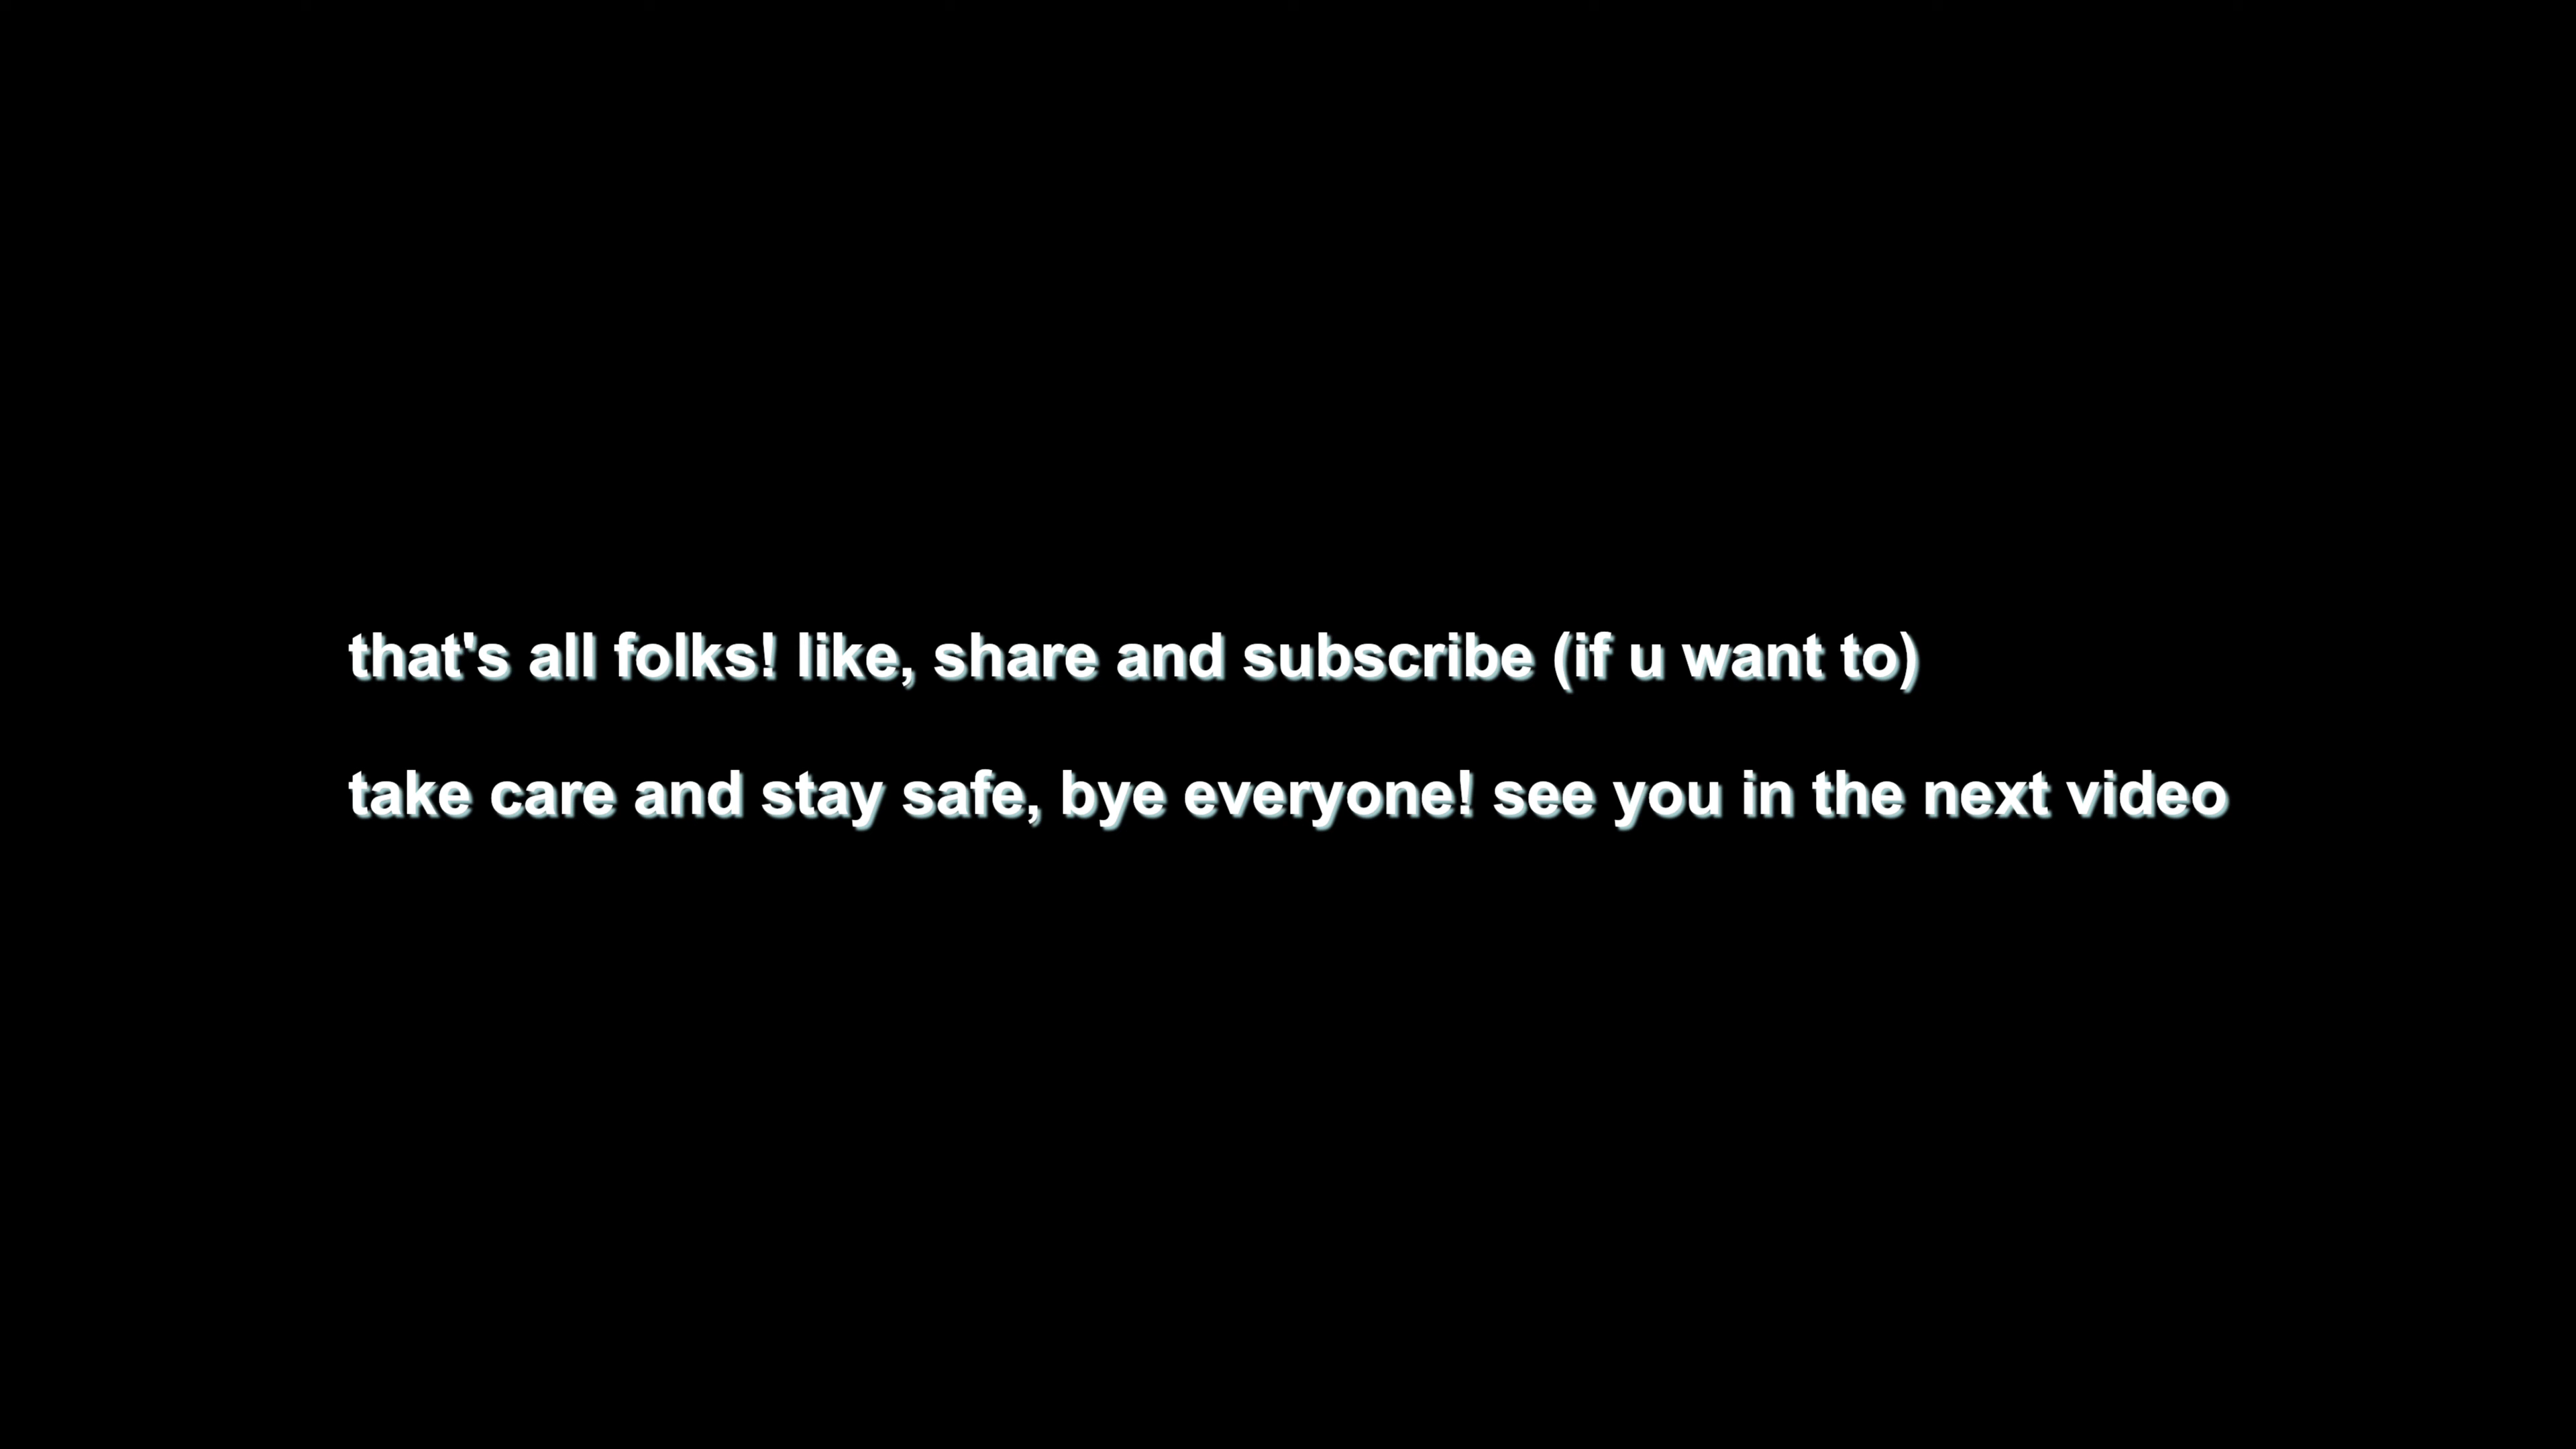 that's all folks! like, share and subscribe (if u want to)
take care and stay safe, bye everyone! see you in the next video